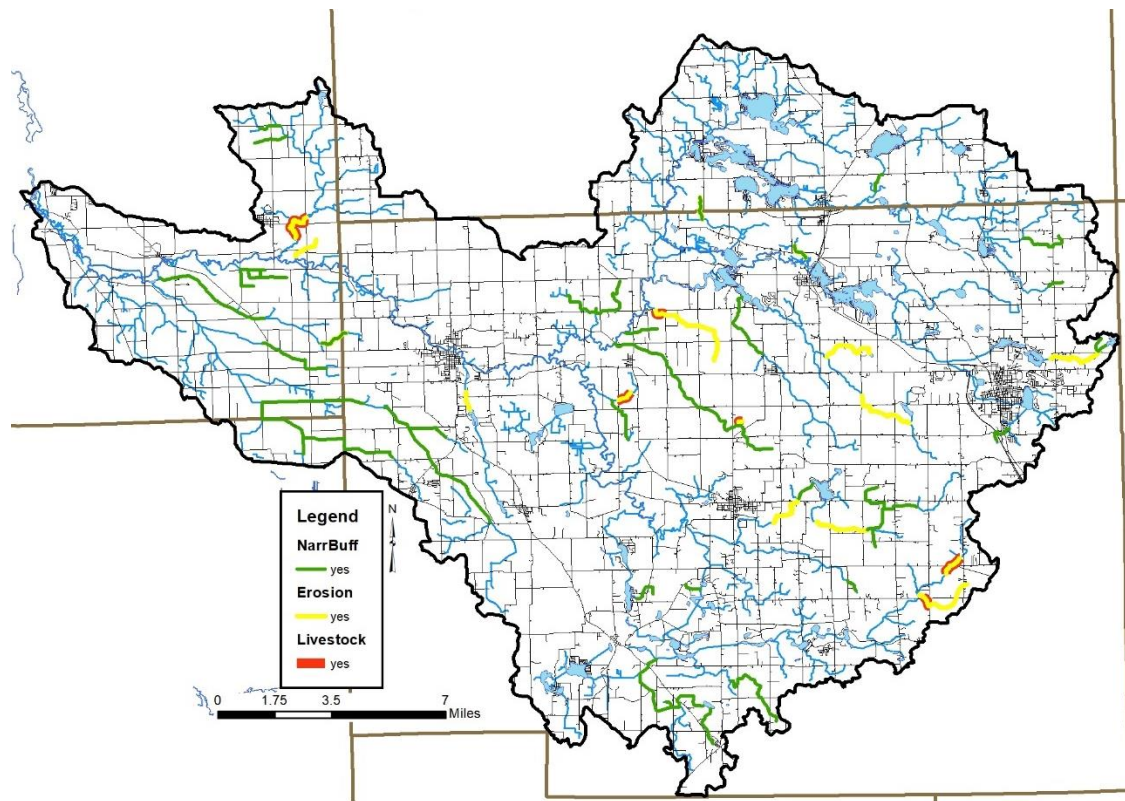 Legend
N
NarrBuff
yes
Erosion
yes
Livestock
yes
0 1.75 3.5 7
Miles